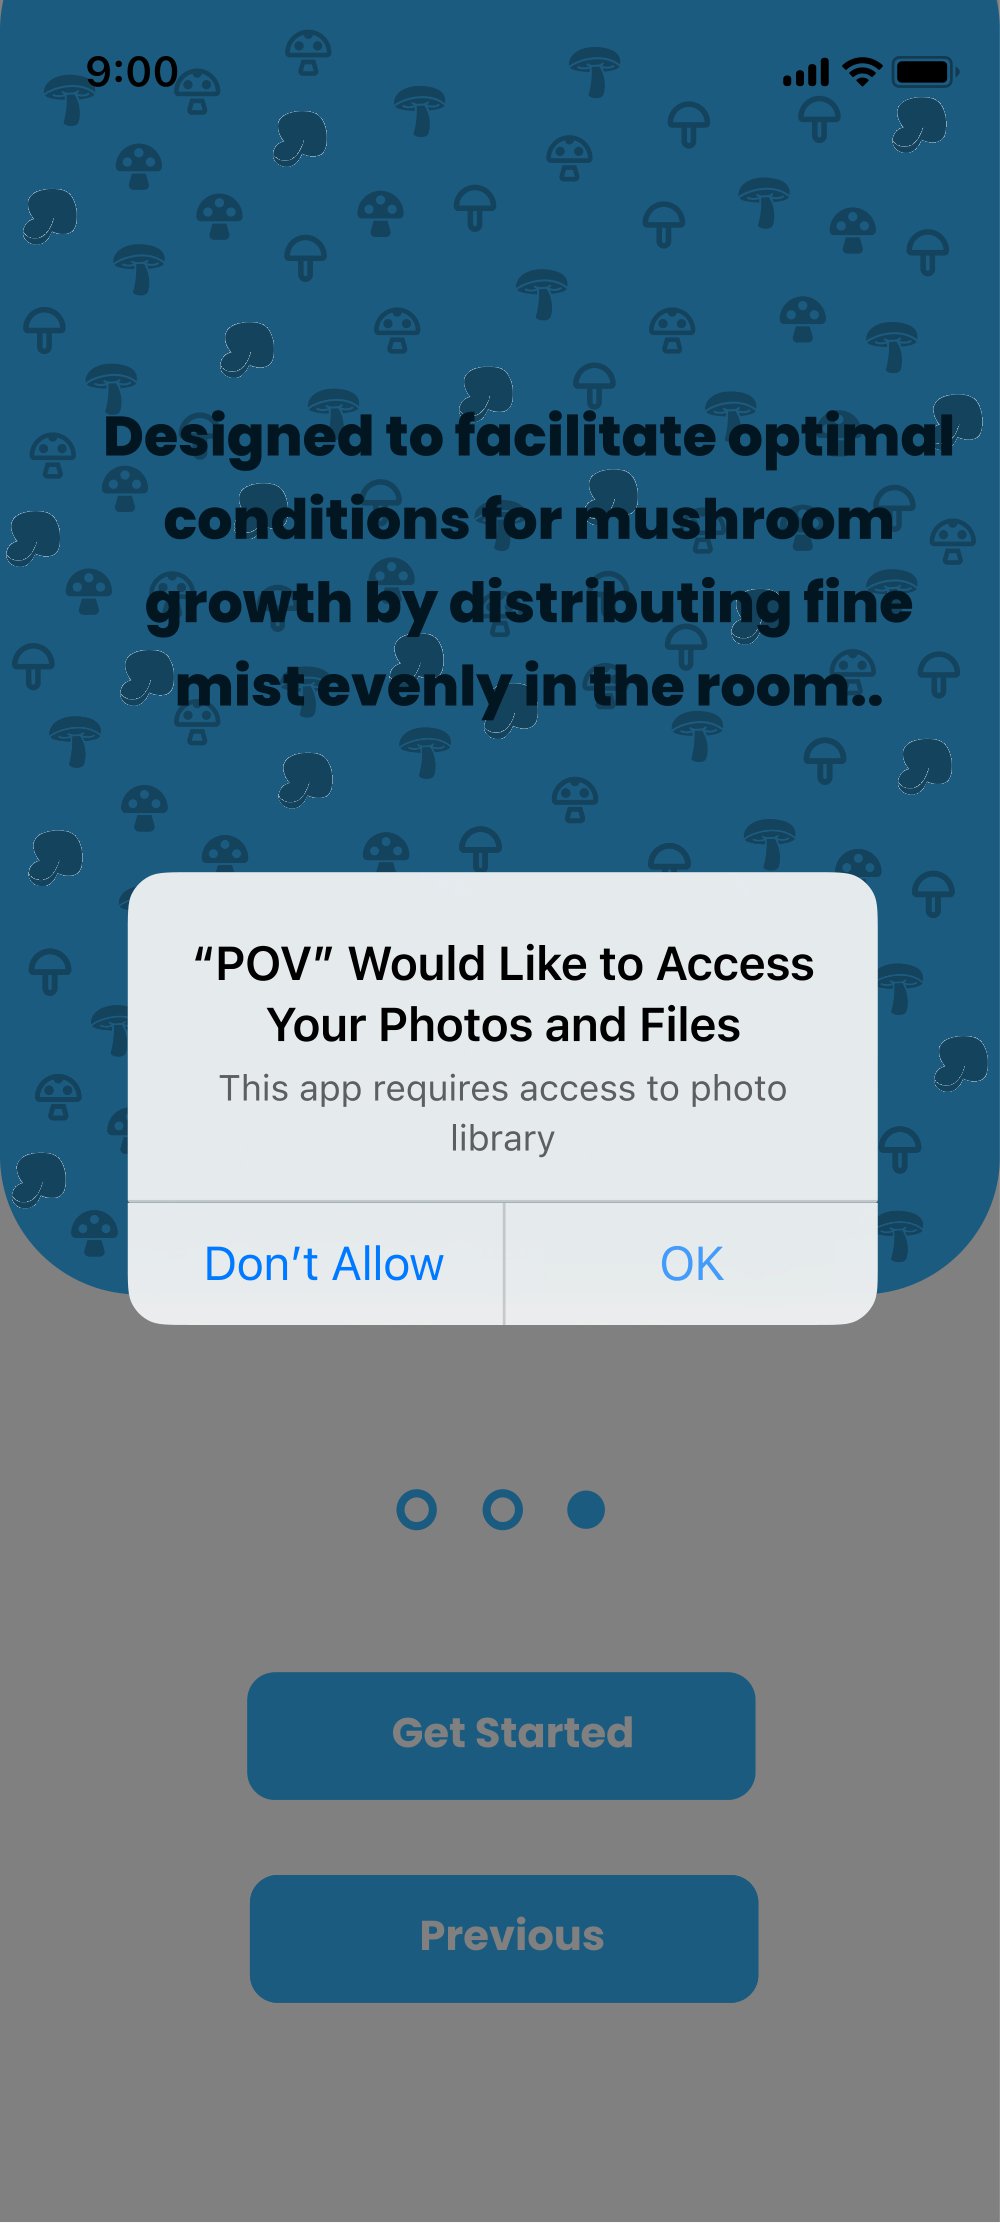 9:00
Designed to facilitate optimal
conditions for mushroom
growth by distributing fine
mist evenly in the room..
“POV” Would Like to Access
Your Photos and Files
This app requires access to photo
library
Don’t Allow
OK
Get Started
Previous